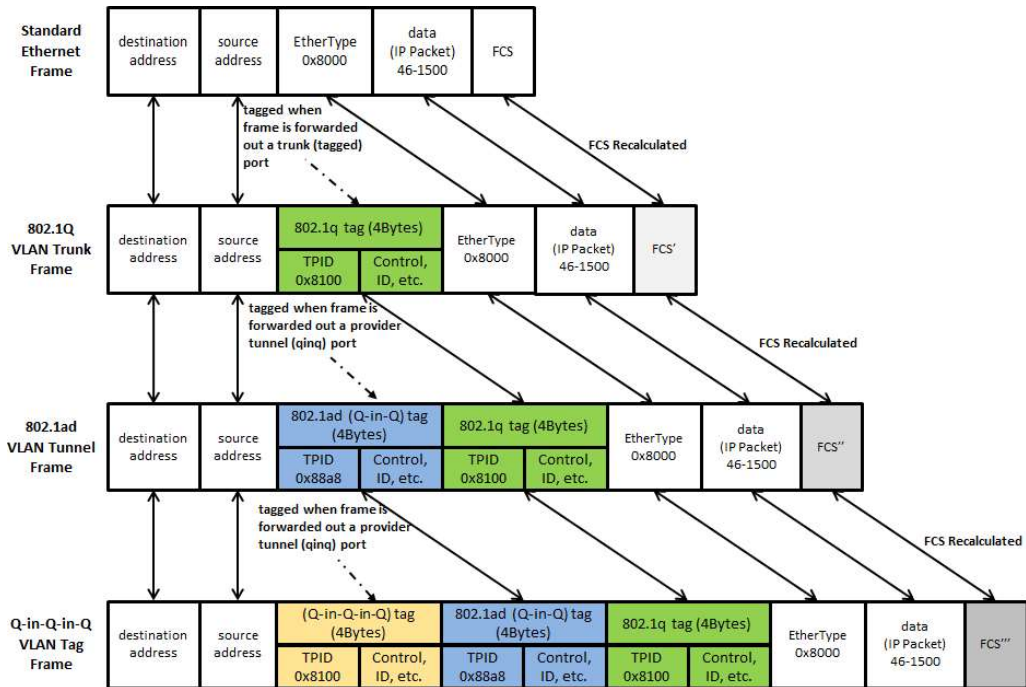 Standard
Ethernet
Frame
destination
address
source
address
EtherType
0x8000
data
(IP Packet)
46-1500
FCS
tagged when
frame is forwarded
out a trunk (tagged)
port
FCS Recalculated
802.1Q
VLAN Trunk
Frame
destination
address
source
address
802.1q tag (4Bytes)
TPID
0x8100
Control,
ID, etc.
EtherType
0x8000
data
(IP Packet)
46-1500
FCS'
tagged when frame is
forwarded out a provider
tunnel (qinq) port
FCS Recalculated
802.1ad
VLAN Tunnel
Frame
destination
address
source
address
802.1ad (Q-in-Q) tag
(4Bytes)
TPID
0x88a8
Control,
ID, etc.
802.1q tag (4Bytes)
TPID
0x8100
Control,
ID, etc.
EtherType
0x8000
data
(IP Packet)
46-1500
FCS''
tagged when frame is
forwarded out a provider
tunnel (qinq) port
FCS Recalculated
Q-in-Q-in-Q
VLAN Tag
Frame
destination
address
source
address
(Q-in-Q-in-Q) tag
(4Bytes)
TPID
0x8100
Control,
ID, etc.
802.1ad (Q-in-Q) tag
(4Bytes)
TPID
0x88a8
Control,
ID, etc.
802.1q tag (4Bytes)
TPID
0x8100
Control,
ID, etc.
EtherType
0x8000
data
(IP Packet)
46-1500
FCS'''